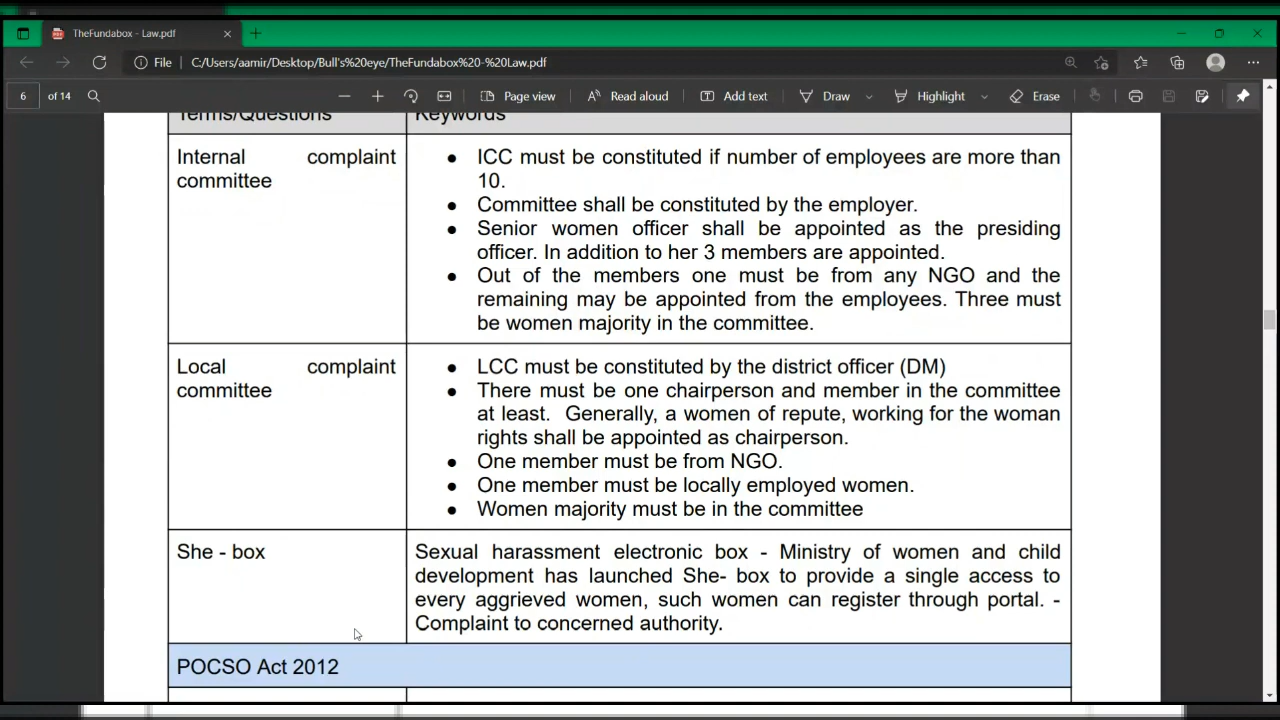 TheFundabox - Law.pdf
File C:/Users/aamir/Desktop/Bull's%20eye/TheFundabox%20-%20Law.pdf
6 of 14 Page view Read aloud Add text Draw Highlight Erase
Terms/Questions Keywords
Internal complaint
committee
● ICC must be constituted if number of employees are more than
10.
● Committee shall be constituted by the employer.
● Senior women officer shall be appointed as the presiding
officer. In addition to her 3 members are appointed.
● Out of the members one must be from any NGO and the
remaining may be appointed from the employees. Three must
be women majority in the committee.
Local complaint
committee
● LCC must be constituted by the district officer (DM)
● There must be one chairperson and member in the committee
at least. Generally, a women of repute, working for the woman
rights shall be appointed as chairperson.
● One member must be from NGO.
● One member must be locally employed women.
● Women majority must be in the committee
She - box
Sexual harassment electronic box - Ministry of women and child
development has launched She- box to provide a single access to
every aggrieved women, such women can register through portal. -
Complaint to concerned authority.
POCSO Act 2012